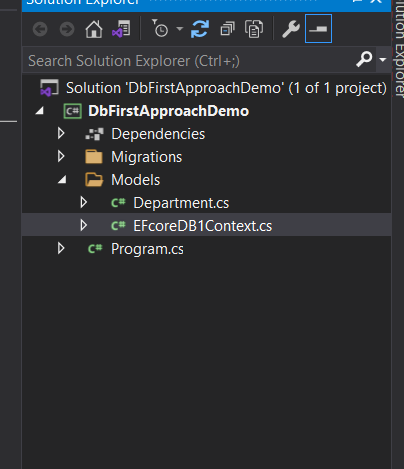 Solution Explorer
Search Solution Explorer (Ctrl+;)
Solution 'DbFirstApproachDemo' (1 of 1 project)
C# DbFirstApproachDemo
Dependencies
Migrations
Models
C# Department.cs
C# EFcoreDB1Context.cs
C# Program.cs
Solution Explorer